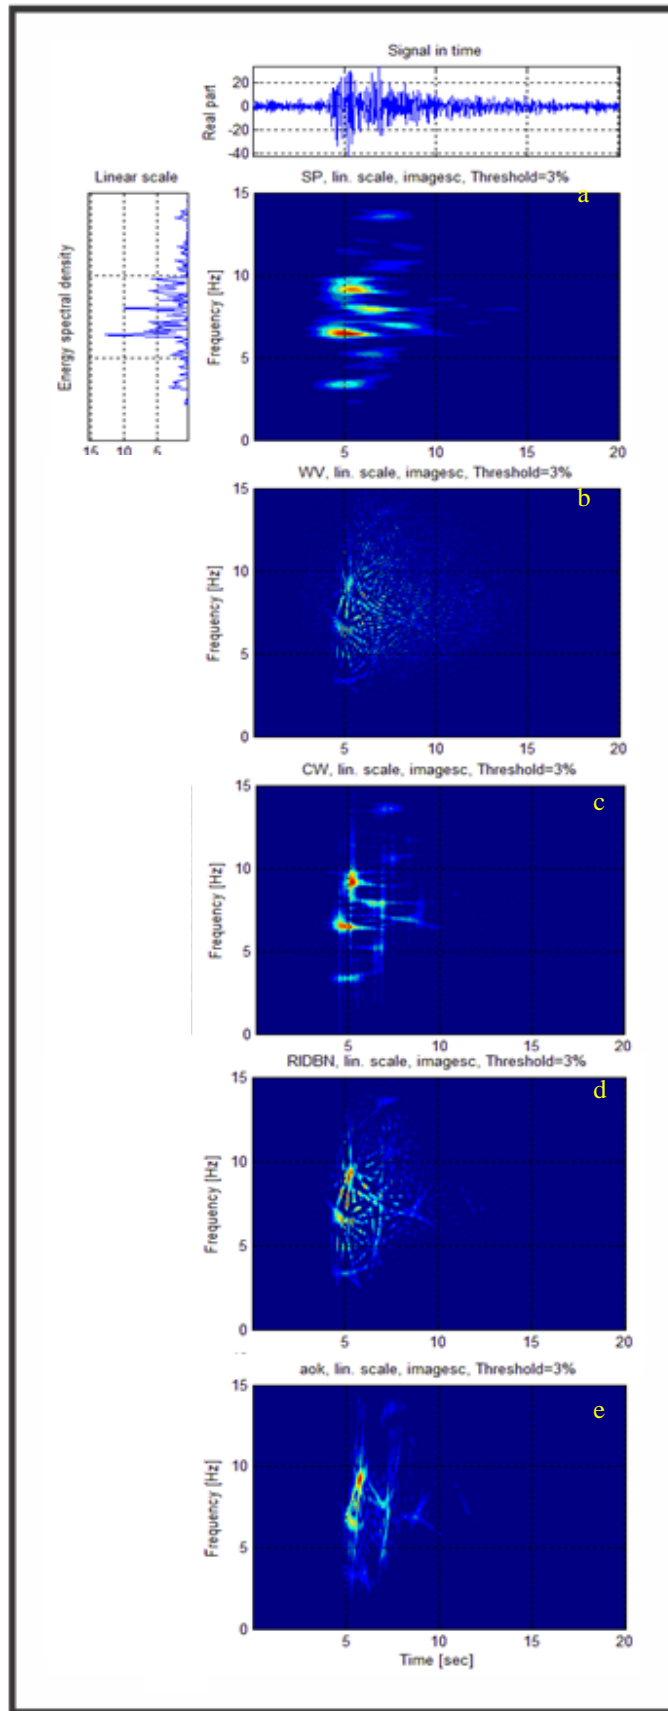 Signal in time
Real part
20
0
-20
-40
Linear scale
SP, lin. scale, imagesc, Threshold=3%
a
Energy spectral density
15 10 5
Frequency [Hz]
15
10
5
0
5 10 15 20
WV, lin. scale, imagesc, Threshold=3%
b
Frequency [Hz]
15
10
5
0
5 10 15 20
CW, lin. scale, imagesc, Threshold=3%
c
Frequency [Hz]
15
10
5
0
5 10 15 20
RIDBN, lin. scale, imagesc, Threshold=3%
d
Frequency [Hz]
15
10
5
0
5 10 15 20
aok, lin. scale, imagesc, Threshold=3%
e
Frequency [Hz]
15
10
5
0
5 10 15 20
Time [sec]